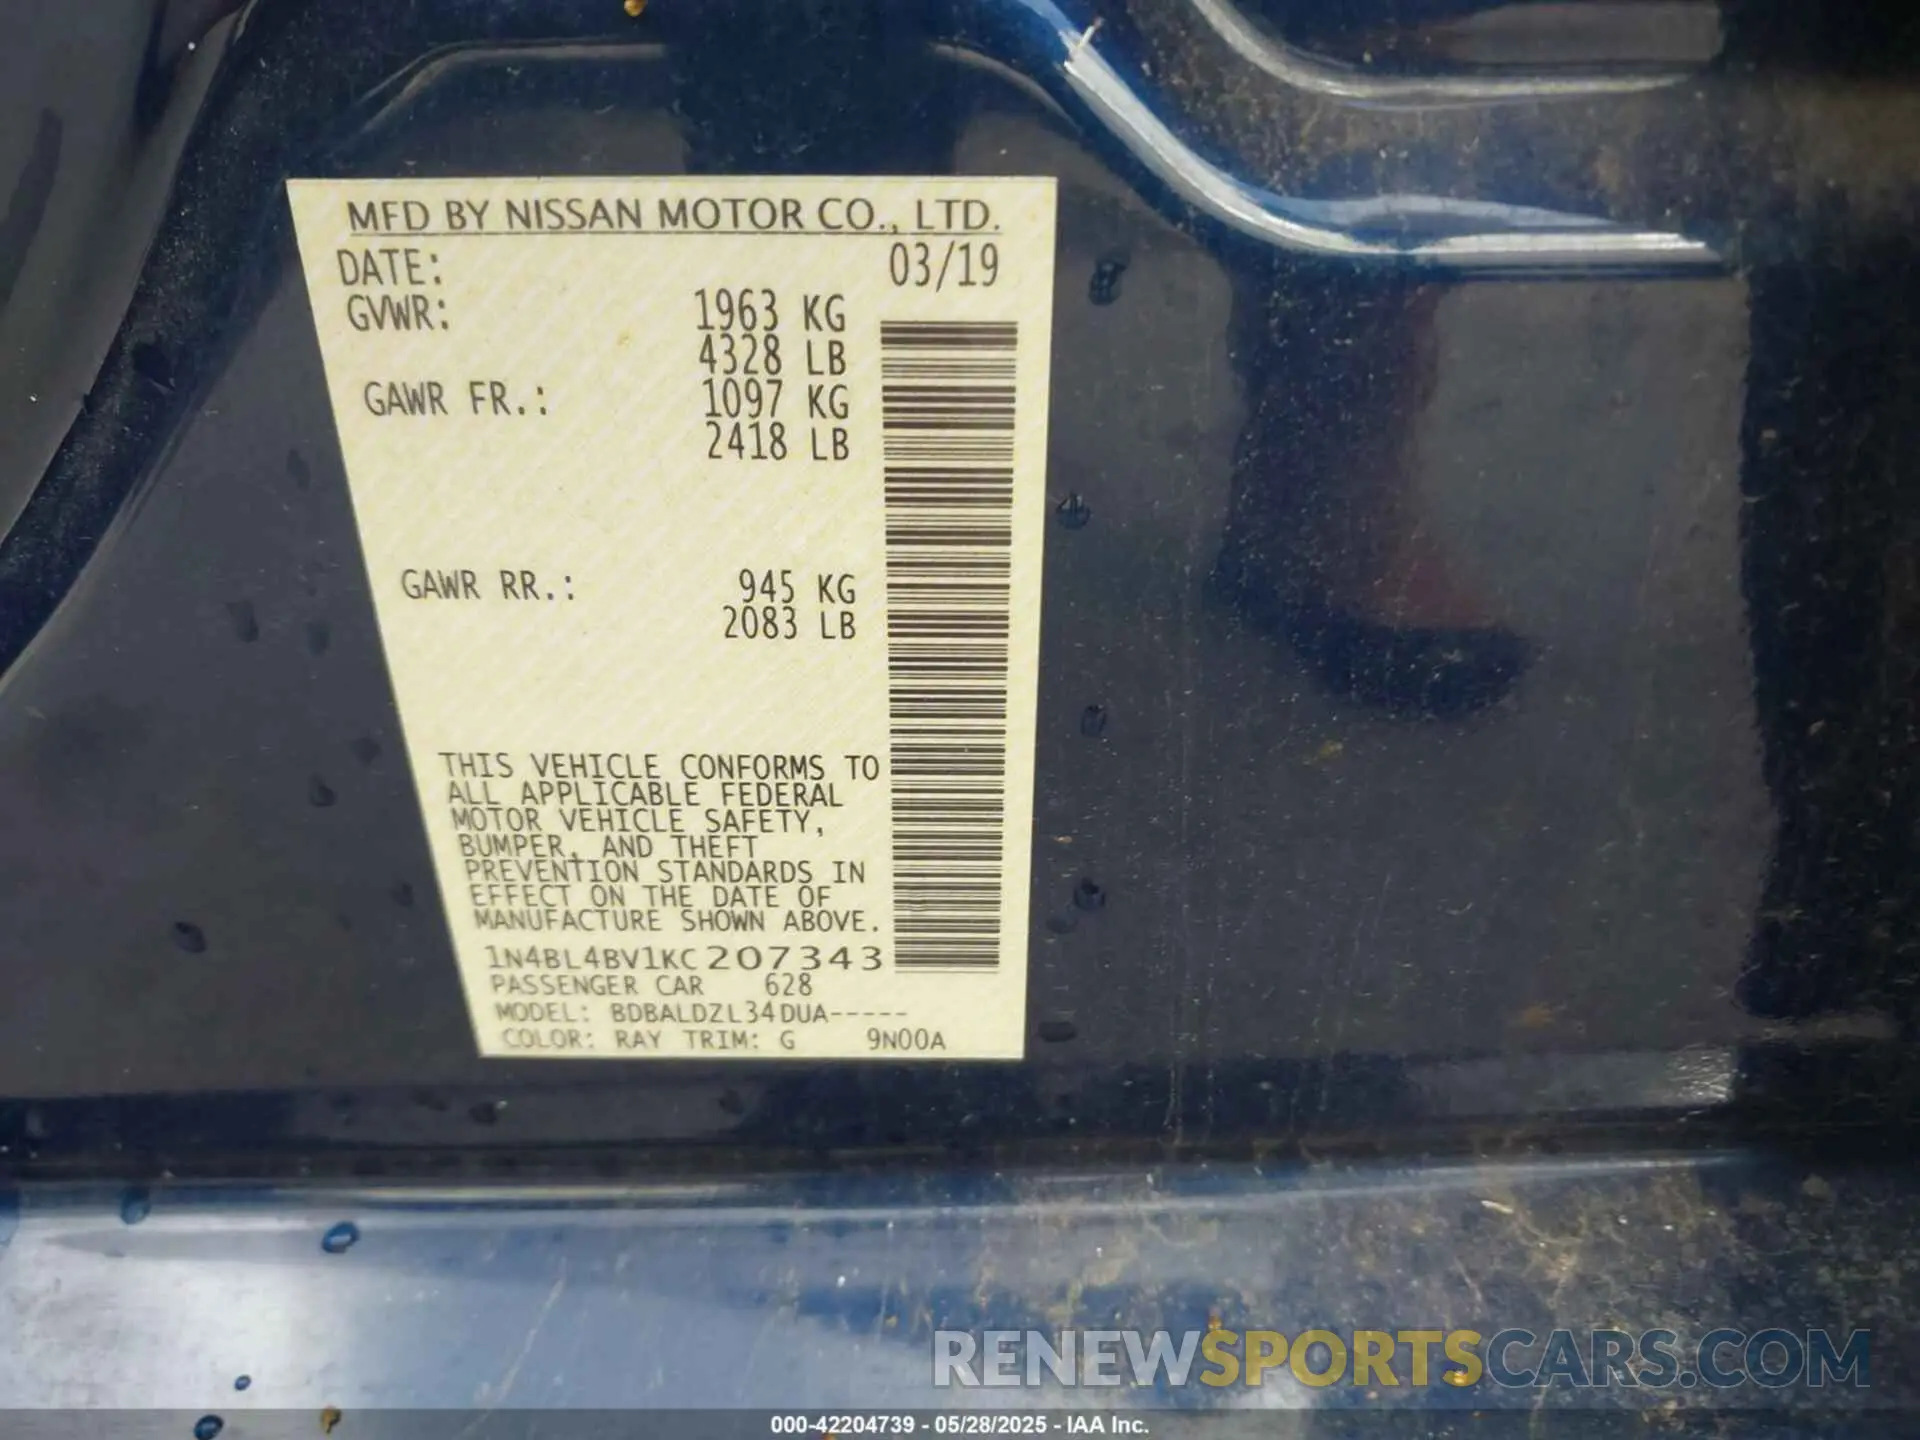 MFD BY NISSAN MOTOR CO., LTD.
DATE: 03/19
GVWR: 1963 KG
4328 LB
GAWR FR.: 1097 KG
2418 LB
GAWR RR.: 945 KG
2083 LB
THIS VEHICLE CONFORMS TO
ALL APPLICABLE FEDERAL
MOTOR VEHICLE SAFETY,
BUMPER, AND THEFT
PREVENTION STANDARDS IN
EFFECT ON THE DATE OF
MANUFACTURE SHOWN ABOVE.
1N4BL4BV1KC207343
PASSENGER CAR 628
MODEL: BDBALDZL34DUA-----
COLOR: RAY TRIM: G 9N00A
RENEWSPORTSCARS.COM
000-42204739 - 05/28/2025 - IAA Inc.